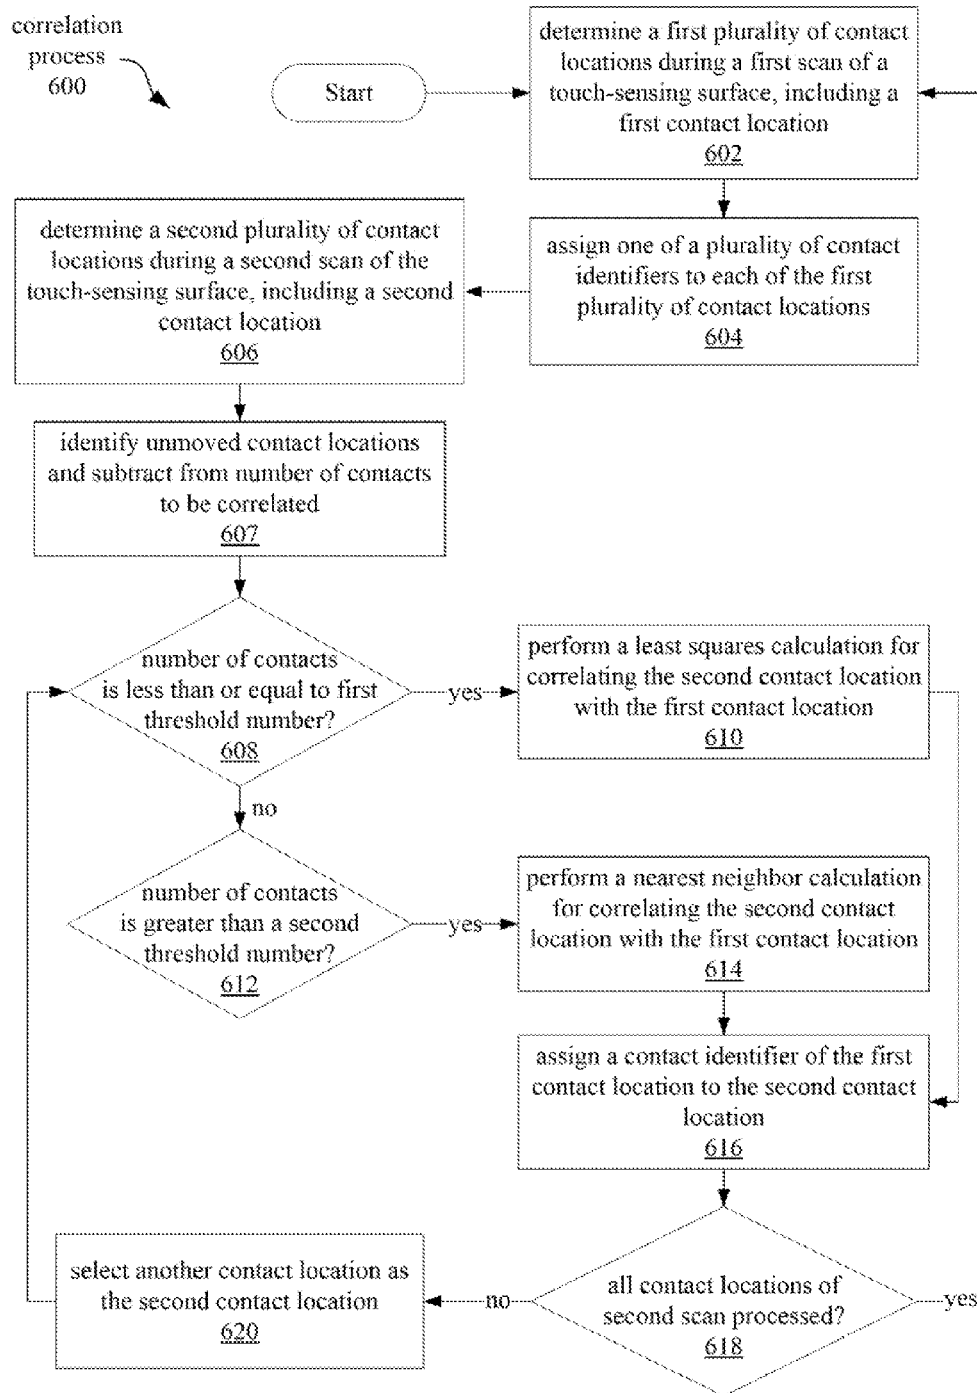 correlation
process
600
Start
determine a first plurality of contact
locations during a first scan of a
touch-sensing surface, including a
first contact location
602
assign one of a plurality of contact
identifiers to each of the first
plurality of contact locations
604
determine a second plurality of contact
locations during a second scan of the
touch-sensing surface, including a second
contact location
606
identify unmoved contact locations
and subtract from number of contacts
to be correlated
607
number of contacts
is less than or equal to first
threshold number?
608
yes
perform a least squares calculation for
correlating the second contact location
with the first contact location
610
no
number of contacts
is greater than a second
threshold number?
612
yes
perform a nearest neighbor calculation
for correlating the second contact
location with the first contact location
614
assign a contact identifier of the first
contact location to the second contact
location
616
all contact locations of
second scan processed?
618
yes
no
select another contact location as
the second contact location
620